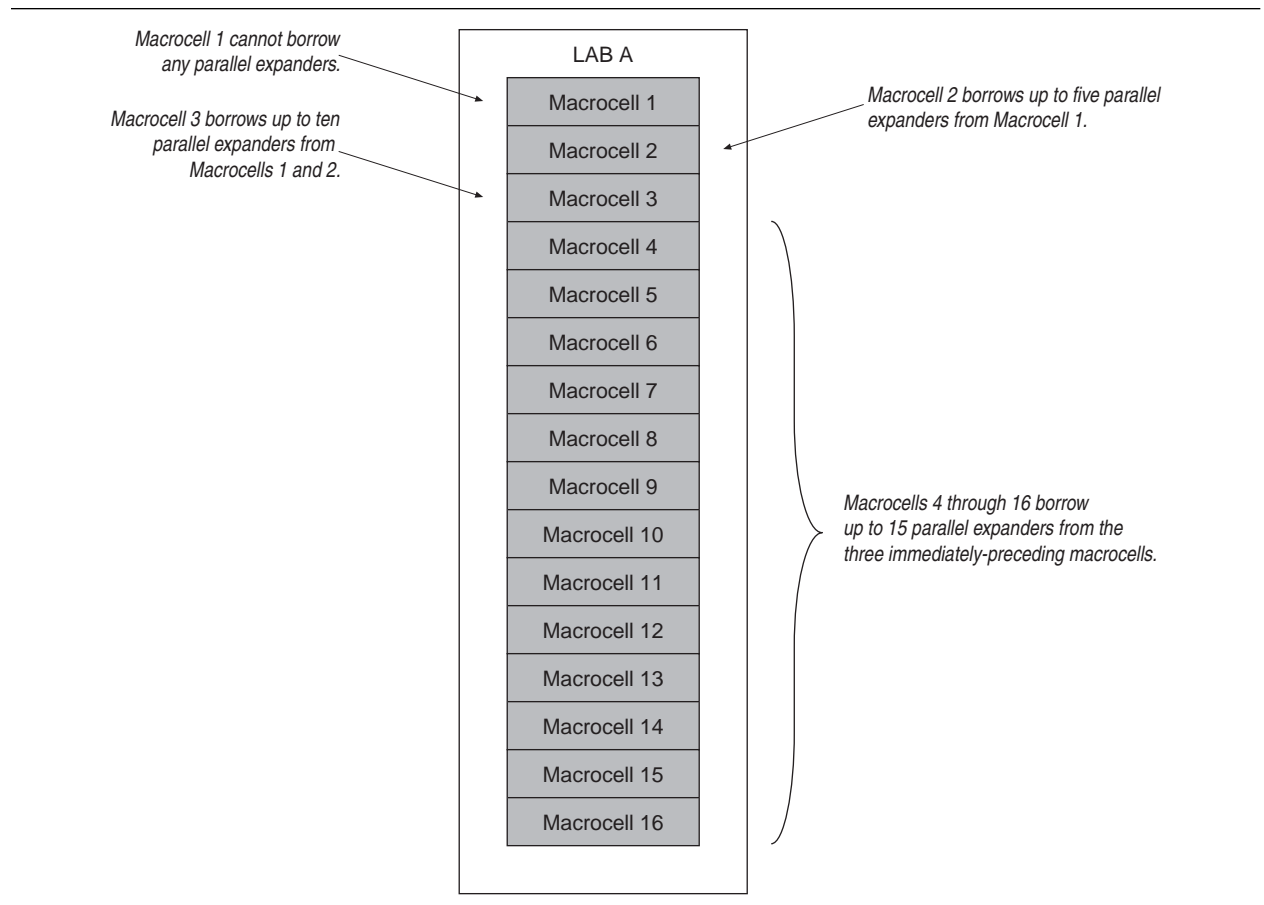 Macrocell 1 cannot borrow
any parallel expanders.
Macrocell 3 borrows up to ten
parallel expanders from
Macrocells 1 and 2.
LAB A
Macrocell 1
Macrocell 2
Macrocell 3
Macrocell 4
Macrocell 5
Macrocell 6
Macrocell 7
Macrocell 8
Macrocell 9
Macrocell 10
Macrocell 11
Macrocell 12
Macrocell 13
Macrocell 14
Macrocell 15
Macrocell 16
Macrocell 2 borrows up to five parallel
expanders from Macrocell 1.
Macrocells 4 through 16 borrow
up to 15 parallel expanders from the
three immediately-preceding macrocells.